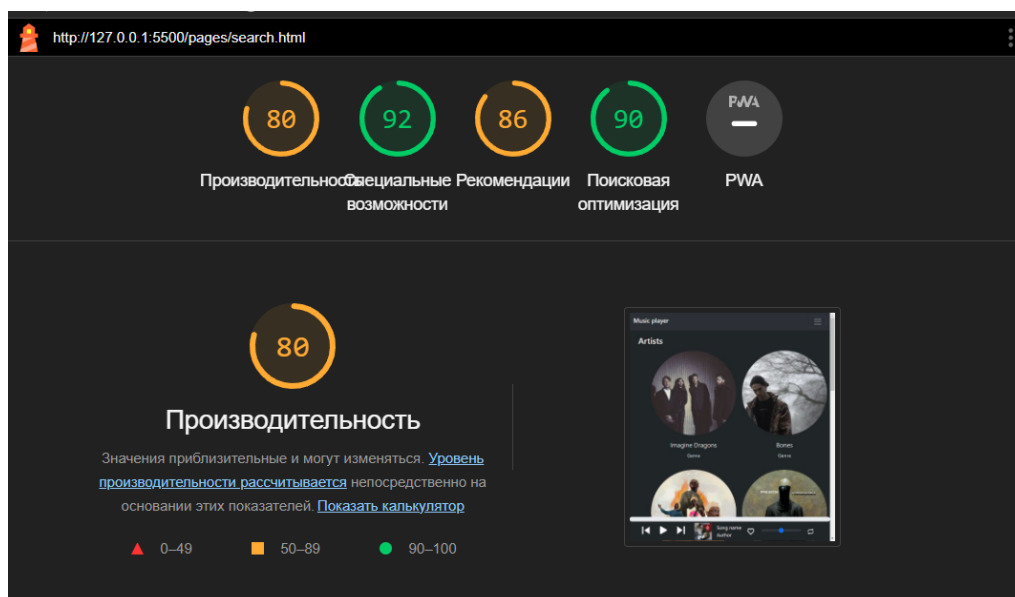 http://127.0.0.1:5500/pages/search.html
80
92
86
90
PWA
Производительность
Специальные возможности
Рекомендации
Поисковая оптимизация
PWA
80
Производительность
Значения приблизительные и могут изменяться. Уровень
производительности рассчитывается непосредственно на
основании этих показателей. Показать калькулятор
0–49
50–89
90–100
Music player
Artists
Imagine Dragons
Bones
Genre
Genre
Song name
Author